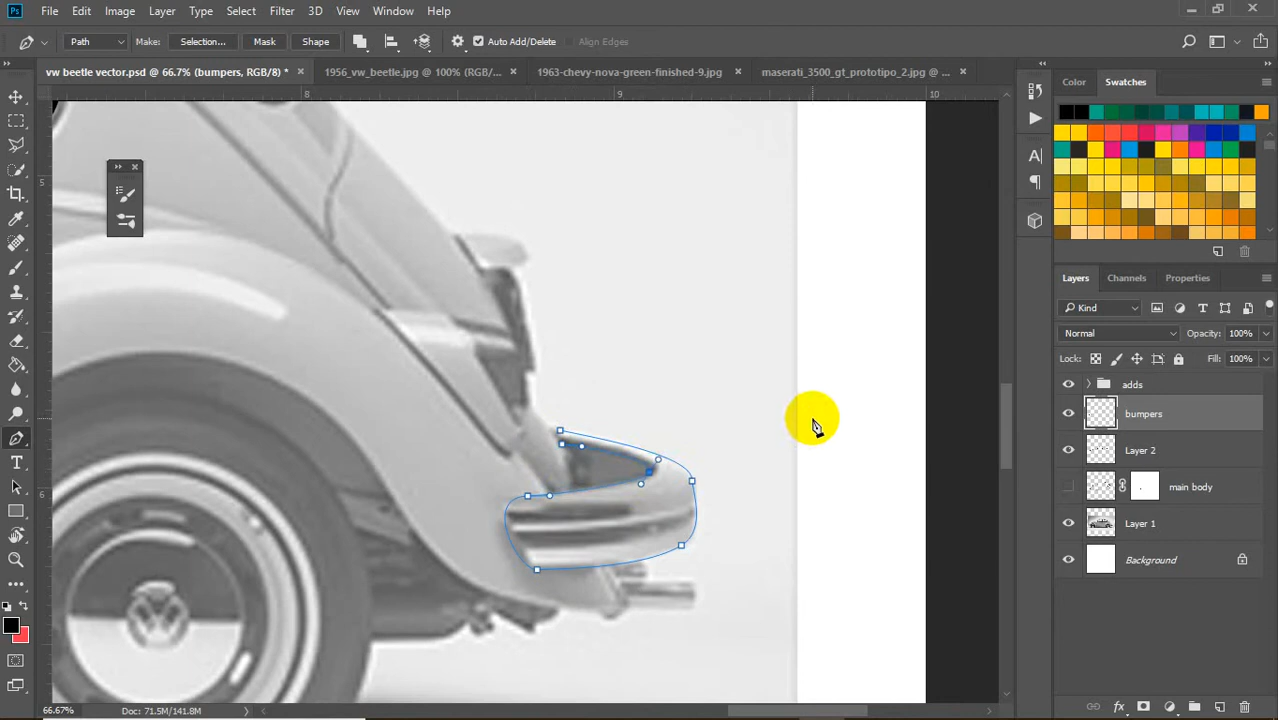 Ps File Edit Image Layer Type Select Filter 3D View Window Help
Path Make: Selection... Mask Shape Auto Add/Delete Align Edges
vw beetle vector.psd @ 66.7% (bumpers, RGB/8) * 1956_vw_beetle.jpg @ 100% (RGB/... 1963-chevy-nova-green-finished-9.jpg maserati_3500_gt_prototipo_2.jpg @ ...
8 9 10
5
6
Color Swatches
Layers Channels Properties
Kind
Normal Opacity: 100%
Lock: Fill: 100%
adds
bumpers
Layer 2
main body
Layer 1
Background
66.67% Doc: 71.5M/141.8M